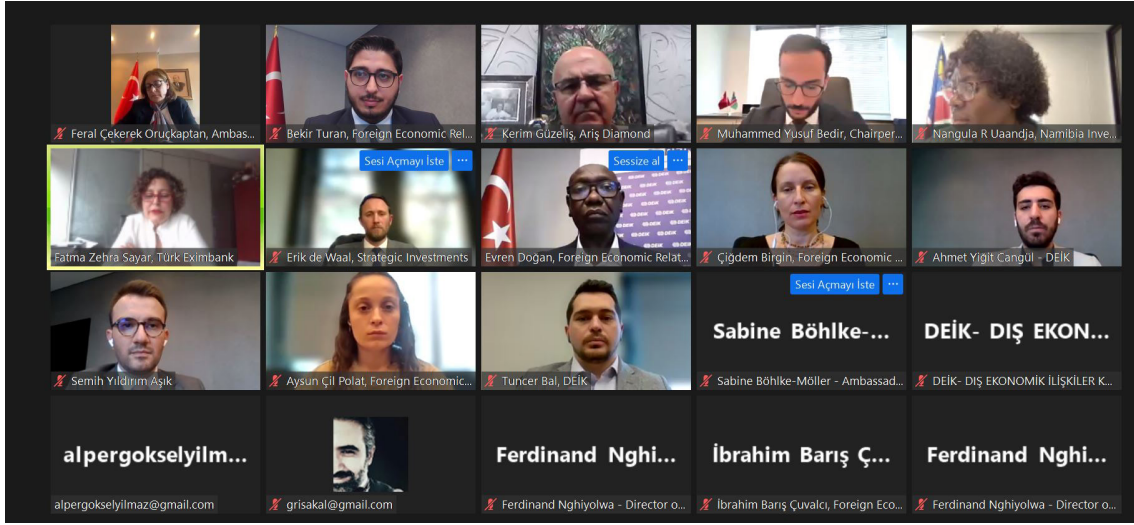 Feral Çekerek Oruçkaptan, Ambas...
Bekir Turan, Foreign Economic Rel...
Kerim Güzeliş, Ariş Diamond
Muhammed Yusuf Bedir, Chairper...
Nangula R Uaandja, Namibia Inve...
Sesi Açmayı İste ...
Sessize al ...
DEİK
Fatma Zehra Sayar, Türk Eximbank
Erik de Waal, Strategic Investments
Evren Doğan, Foreign Economic Relat...
Çiğdem Birgin, Foreign Economic ...
Ahmet Yiğit Cangül - DEİK
Sesi Açmayı İste ...
Sabine Böhlke-...
DEİK- DIŞ EKON...
Semih Yıldırım Aşık
Aysun Çil Polat, Foreign Economic...
Tuncer Bal, DEİK
Sabine Böhlke-Möller - Ambassad...
DEİK- DIŞ EKONOMİK İLİŞKİLER K...
alpergokselyilm...
Ferdinand Nghi...
İbrahim Barış Ç...
Ferdinand Nghi...
alpergokselyilmaz@gmail.com
grisakal@gmail.com
Ferdinand Nghiyolwa - Director o...
İbrahim Barış Çuvalcı, Foreign Eco...
Ferdinand Nghiyolwa - Director o...